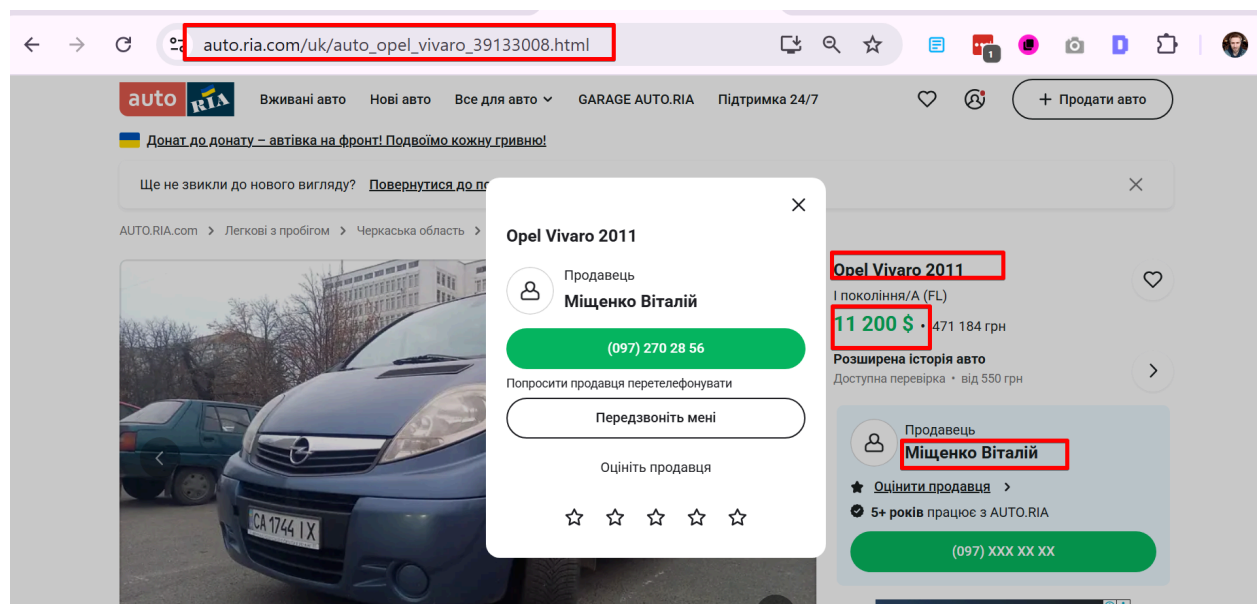 auto.ria.com/uk/auto_opel_vivaro_39133008.html
1
auto RIA
Вживані авто
Нові авто
Все для авто
GARAGE AUTO.RIA
Підтримка 24/7
+ Продати авто
Донат до донату – автівка на фронт! Подвоїмо кожну гривню!
Ще не звикли до нового вигляду? Повернутися до
AUTO.RIA.com > Легкові з пробігом > Черкаська область >
Opel Vivaro 2011
Продавець
Міщенко Віталій
(097) 270 28 56
Попросити продавця перетелефонувати
Передзвоніть мені
Оцініть продавця
CA 1744 IX
Opel Vivaro 2011
I покоління/A (FL)
11 200 $ • 471 184 грн
Розширена історія авто
Доступна перевірка • від 550 грн
Продавець
Міщенко Віталій
Оцінити продавця >
5+ років працює з AUTO.RIA
(097) XXX XX XX